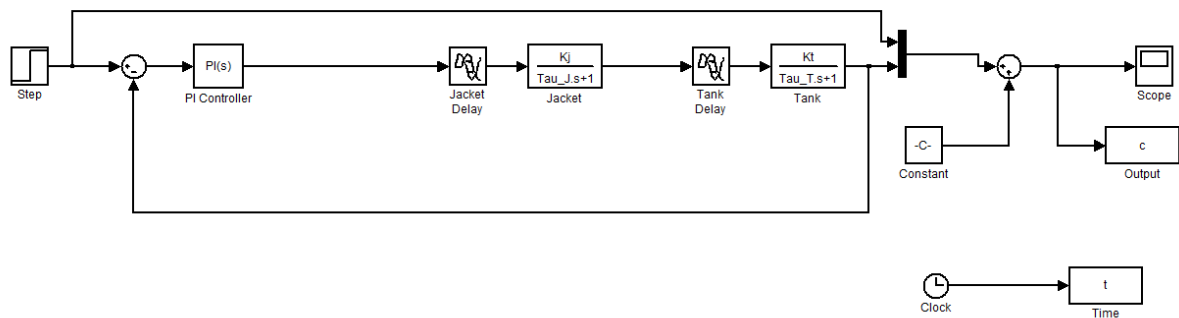 Step
PI(s)
PI Controller
Jacket
Delay
Kj
Tau_J.s+1
Jacket
Tank
Delay
Kt
Tau_T.s+1
Tank
-C-
Constant
Scope
c
Output
Clock
t
Time